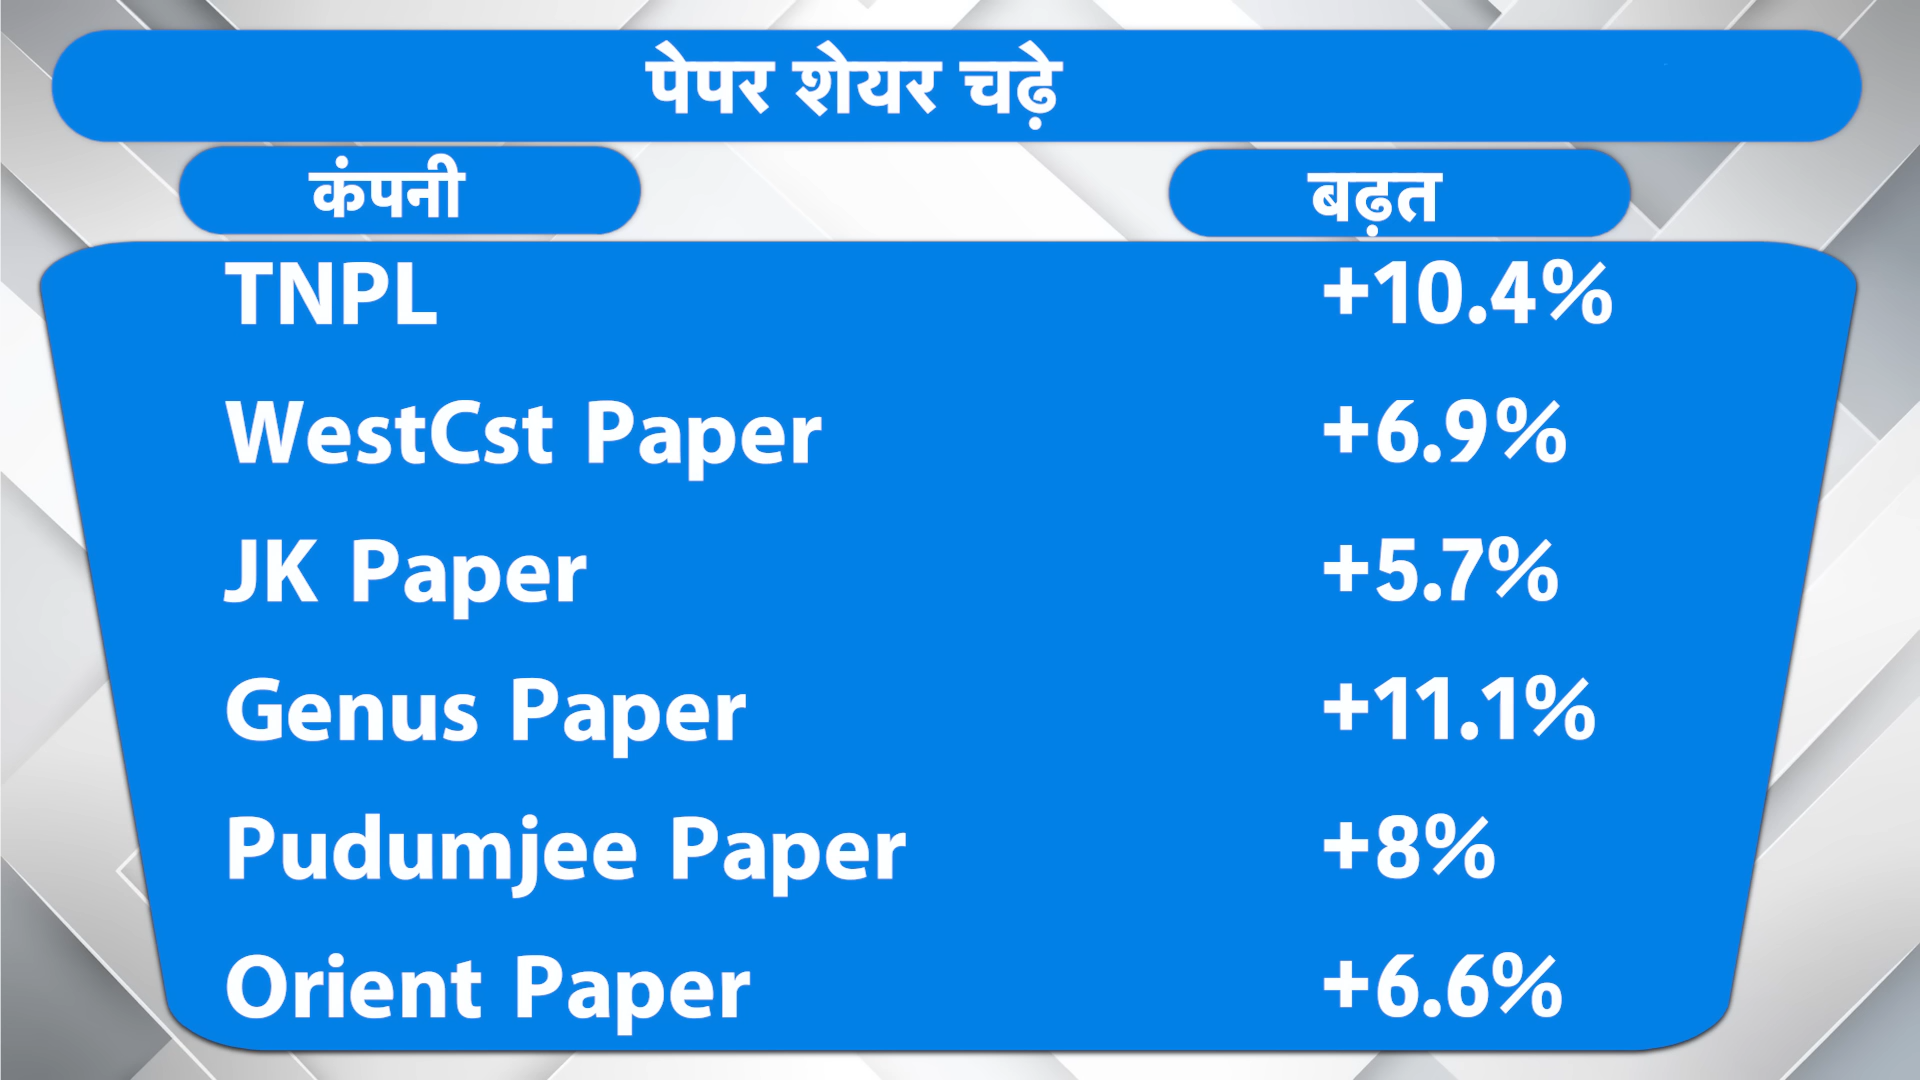 पेपर शेयर चढ़े
कंपनी बढ़त
TNPL +10.4%
WestCst Paper +6.9%
JK Paper +5.7%
Genus Paper +11.1%
Pudumjee Paper +8%
Orient Paper +6.6%